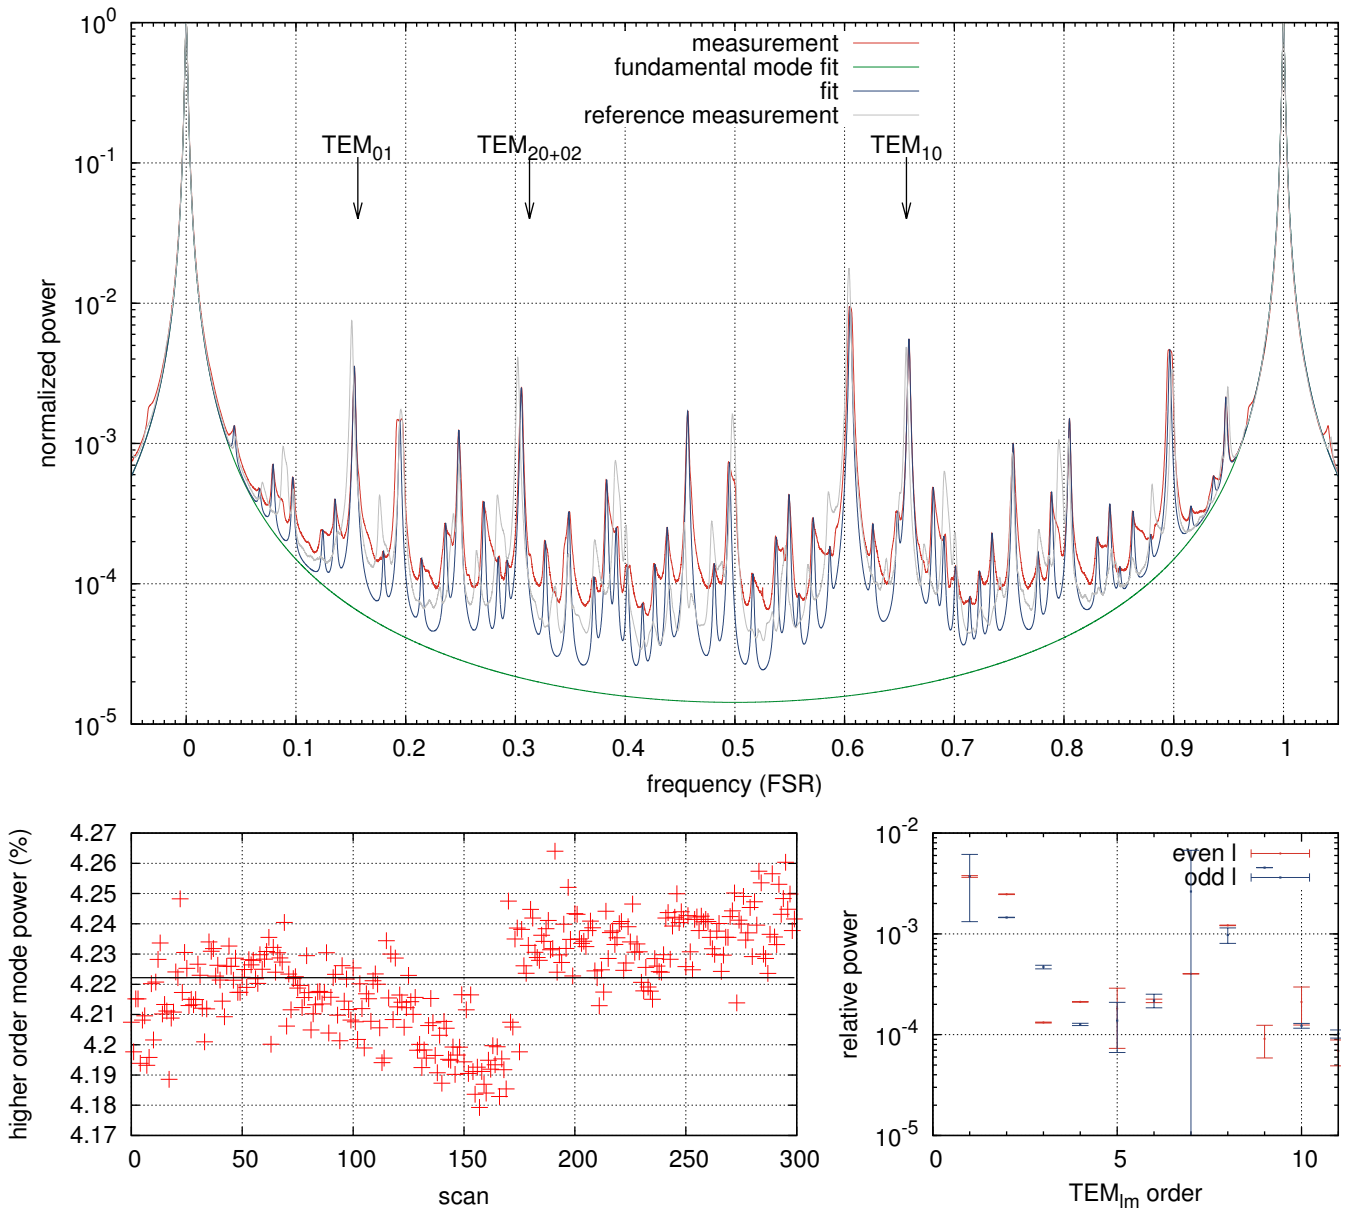 measurement
fundamental mode fit
fit
reference measurement
TEM01
TEM20+02
TEM10
normalized power
10^0
10^-1
10^-2
10^-3
10^-4
10^-5
0 0.1 0.2 0.3 0.4 0.5 0.6 0.7 0.8 0.9 1
frequency (FSR)
higher order mode power (%)
4.27
4.26
4.25
4.24
4.23
4.22
4.21
4.2
4.19
4.18
4.17
0 50 100 150 200 250 300
scan
relative power
10^-2
10^-3
10^-4
10^-5
even l
odd l
0 5 10
TEMlm order